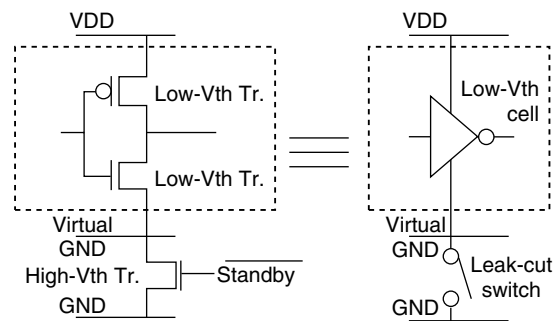 VDD
Low-Vth Tr.
Low-Vth Tr.
Virtual
GND
High-Vth Tr.
Standby
GND
VDD
Low-Vth
cell
Virtual
GND
Leak-cut
switch
GND